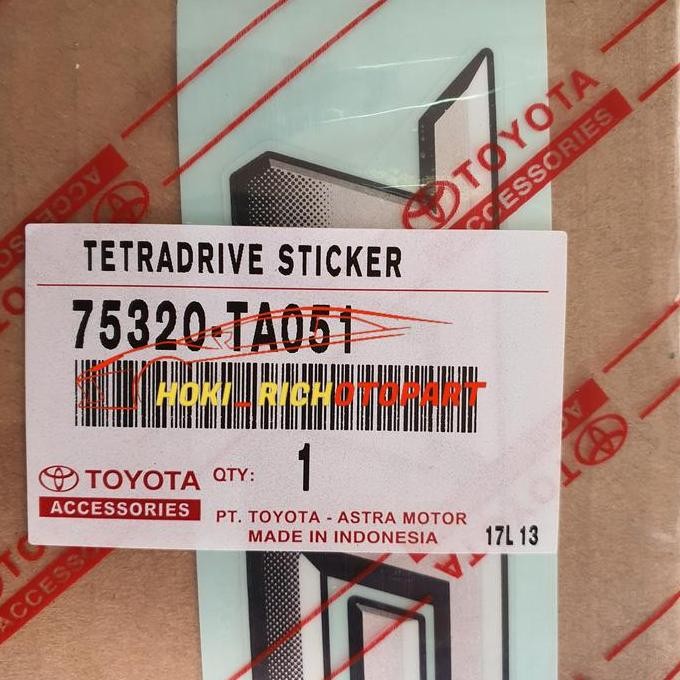 TOYOTA
ACCESSORIES
TETRADRIVE STICKER
75320-TA051
HOKI_RICHOTOPART
TOYOTA
ACCESSORIES
QTY: 1
PT. TOYOTA - ASTRA MOTOR
MADE IN INDONESIA
17L 13
ACCESSORIES